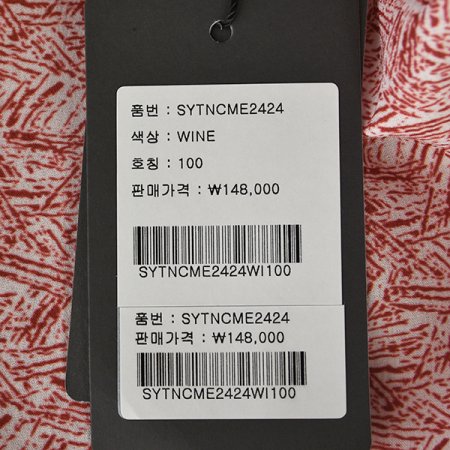 품번 : SYTNCME2424
색상 : WINE
호칭 : 100
판매가격 : ₩148,000
SYTNCME2424WI100
품번 : SYTNCME2424
판매가격 : ₩148,000
SYTNCME2424WI100